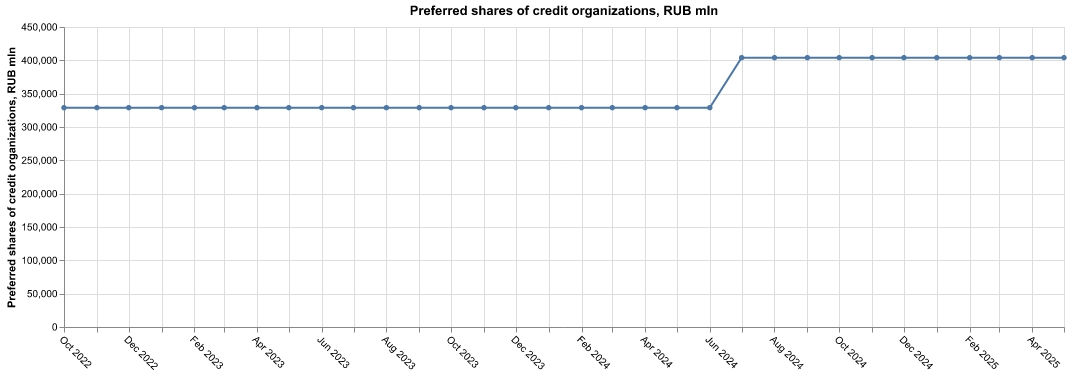 Preferred shares of credit organizations, RUB mln
Preferred shares of credit organizations, RUB mln
450,000
400,000
350,000
300,000
250,000
200,000
150,000
100,000
50,000
0
Oct 2022
Dec 2022
Feb 2023
Apr 2023
Jun 2023
Aug 2023
Oct 2023
Dec 2023
Feb 2024
Apr 2024
Jun 2024
Aug 2024
Oct 2024
Dec 2024
Feb 2025
Apr 2025